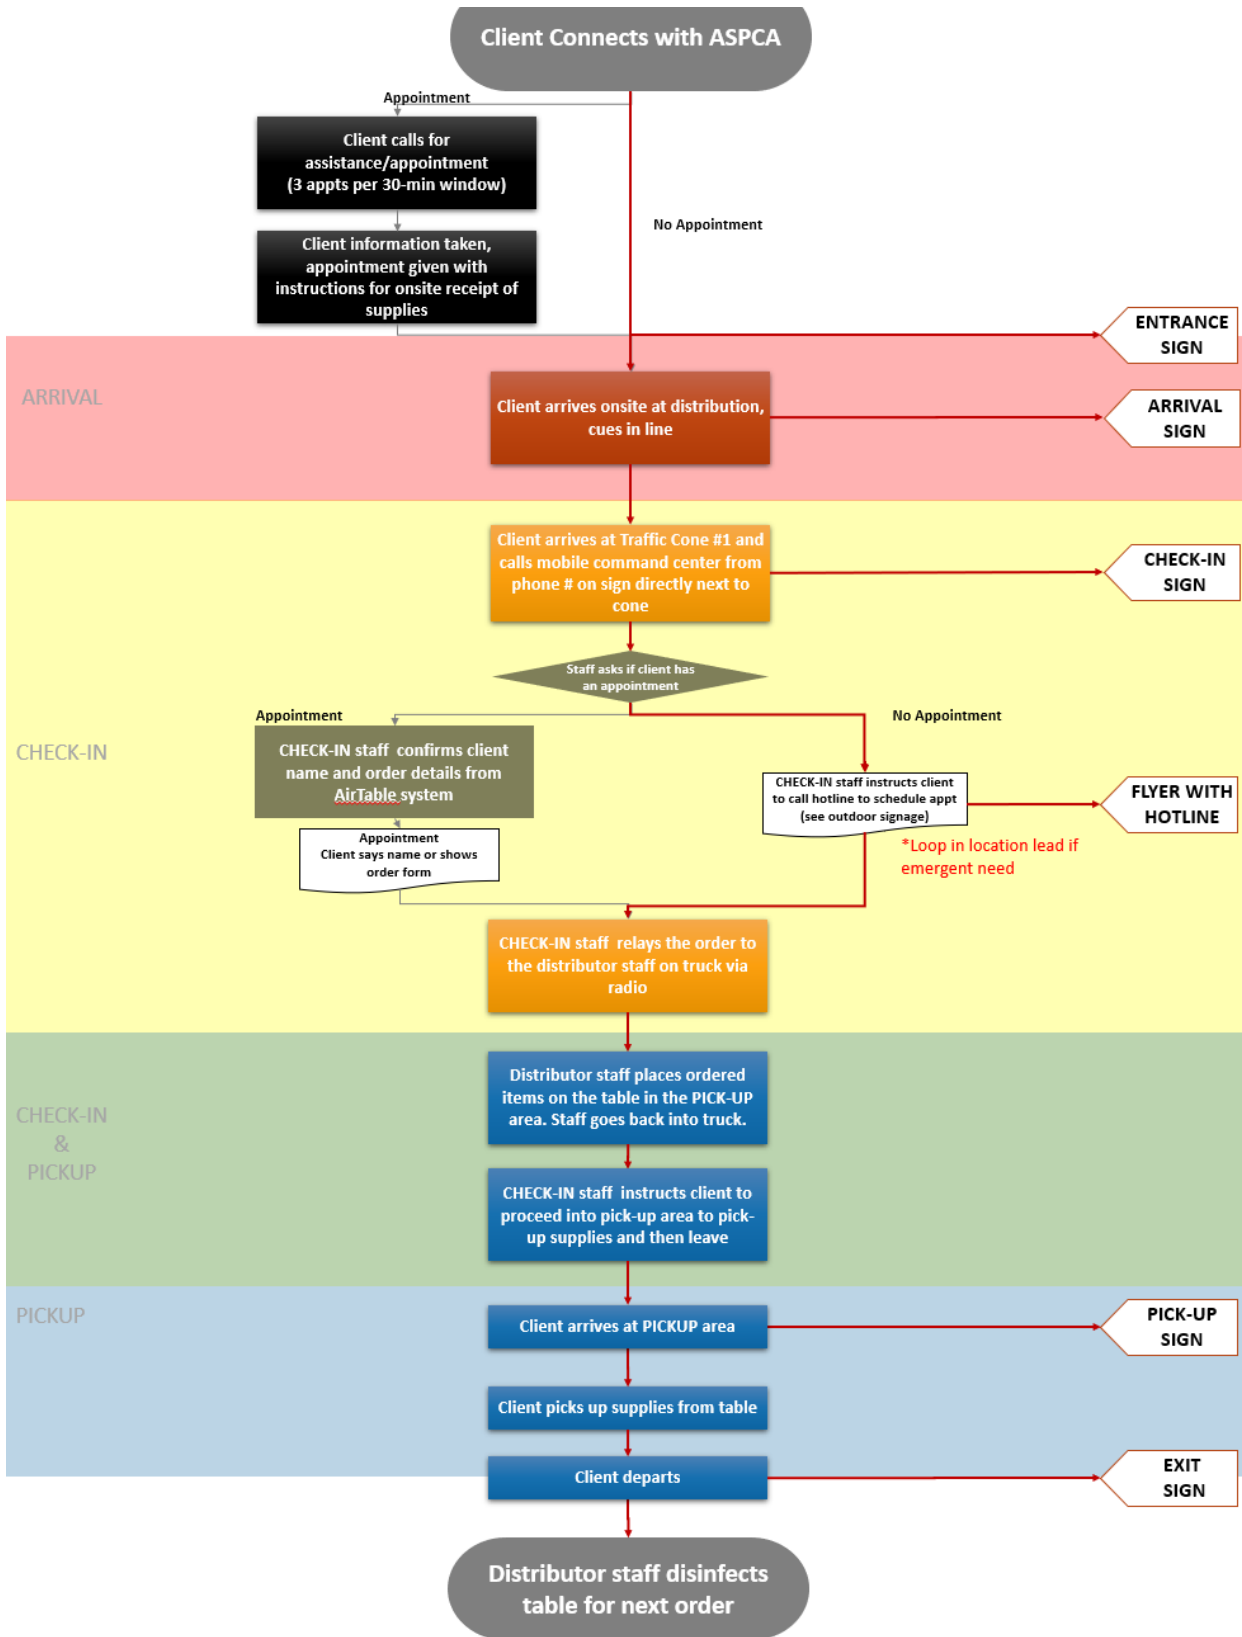 Client Connects with ASPCA
Appointment
Client calls for
assistance/appointment
(3 appts per 30-min window)
No Appointment
Client information taken,
appointment given with
instructions for onsite receipt of
supplies
ENTRANCE
SIGN
ARRIVAL
Client arrives onsite at distribution,
cues in line
ARRIVAL
SIGN
Client arrives at Traffic Cone #1 and
calls mobile command center from
phone # on sign directly next to
cone
CHECK-IN
SIGN
Staff asks if client has
an appointment
Appointment
No Appointment
CHECK-IN
CHECK-IN staff confirms client
name and order details from
AirTable system
CHECK-IN staff instructs client
to call hotline to schedule appt
(see outdoor signage)
FLYER WITH
HOTLINE
Appointment
Client says name or shows
order form
*Loop in location lead if
emergent need
CHECK-IN staff relays the order to
the distributor staff on truck via
radio
CHECK-IN
&
PICKUP
Distributor staff places ordered
items on the table in the PICK-UP
area. Staff goes back into truck.
CHECK-IN staff instructs client to
proceed into pick-up area to pick-
up supplies and then leave
PICKUP
Client arrives at PICKUP area
PICK-UP
SIGN
Client picks up supplies from table
Client departs
EXIT
SIGN
Distributor staff disinfects
table for next order